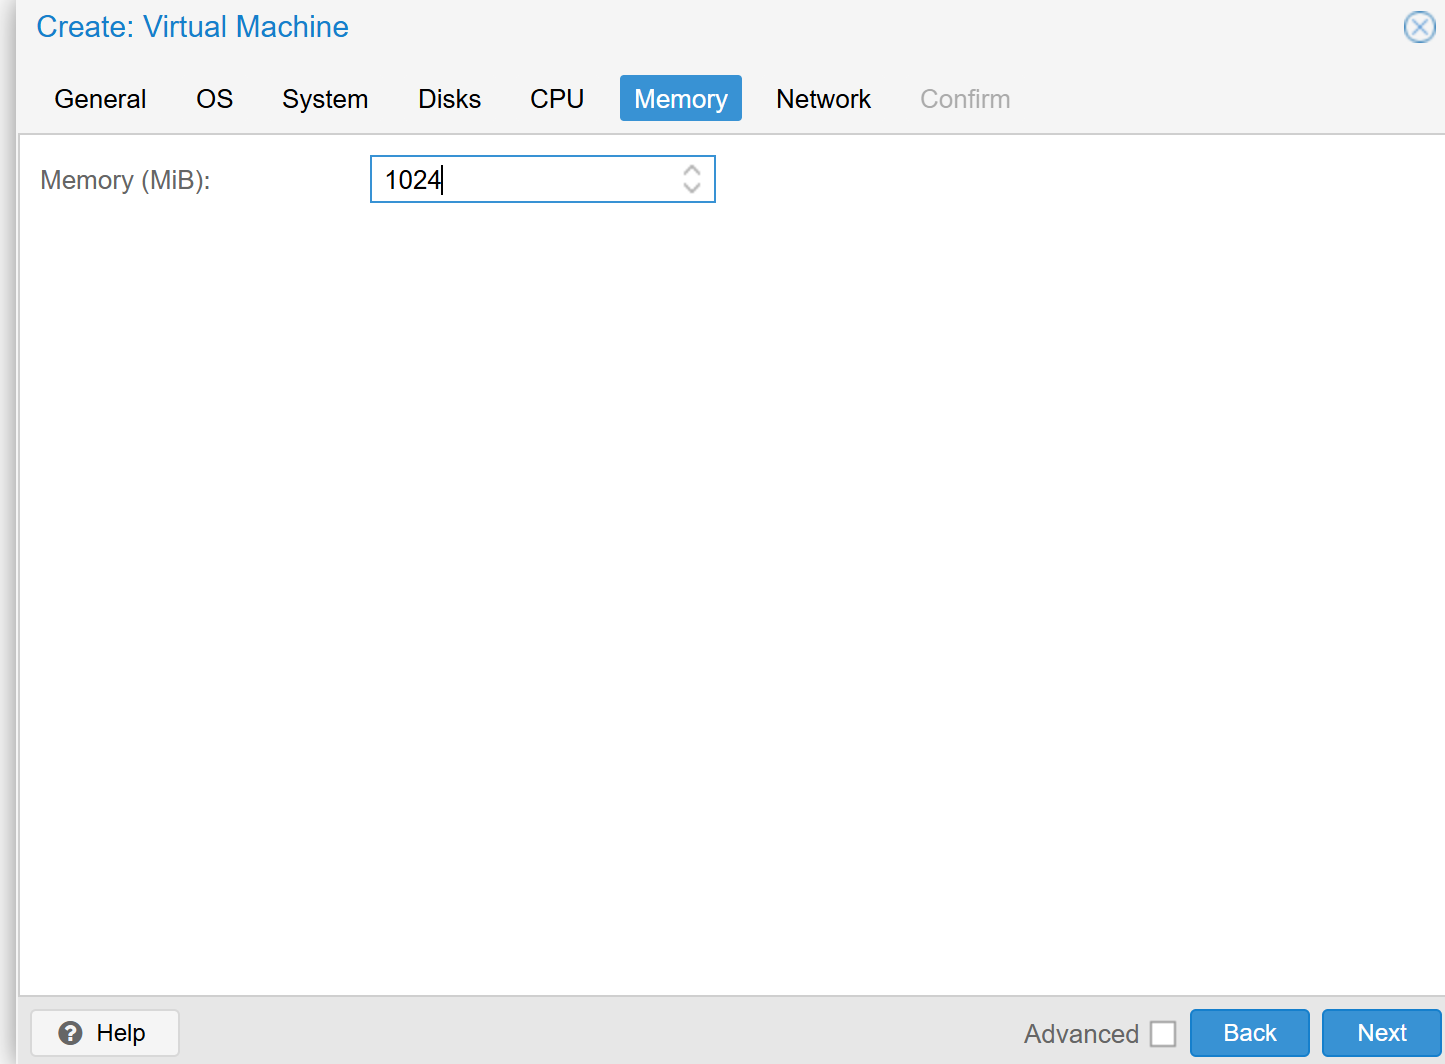 Create: Virtual Machine
General OS System Disks CPU Memory Network Confirm
Memory (MiB): 1024
Help Advanced Back Next